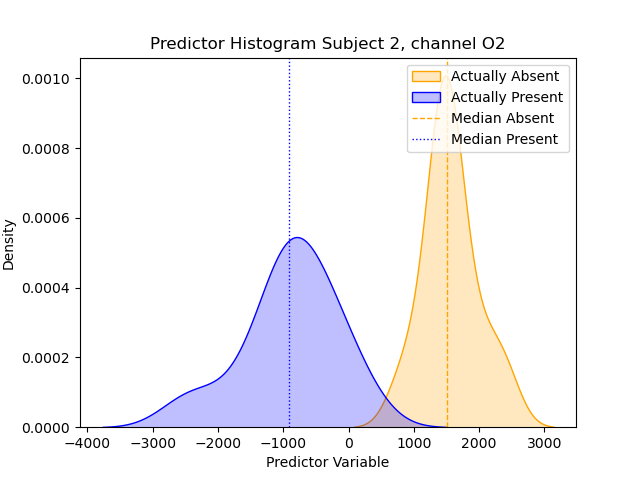 Predictor Histogram Subject 2, channel O2
Actually Absent
Actually Present
Median Absent
Median Present
Density
0.0010
0.0008
0.0006
0.0004
0.0002
0.0000
−4000 −3000 −2000 −1000 0 1000 2000 3000
Predictor Variable